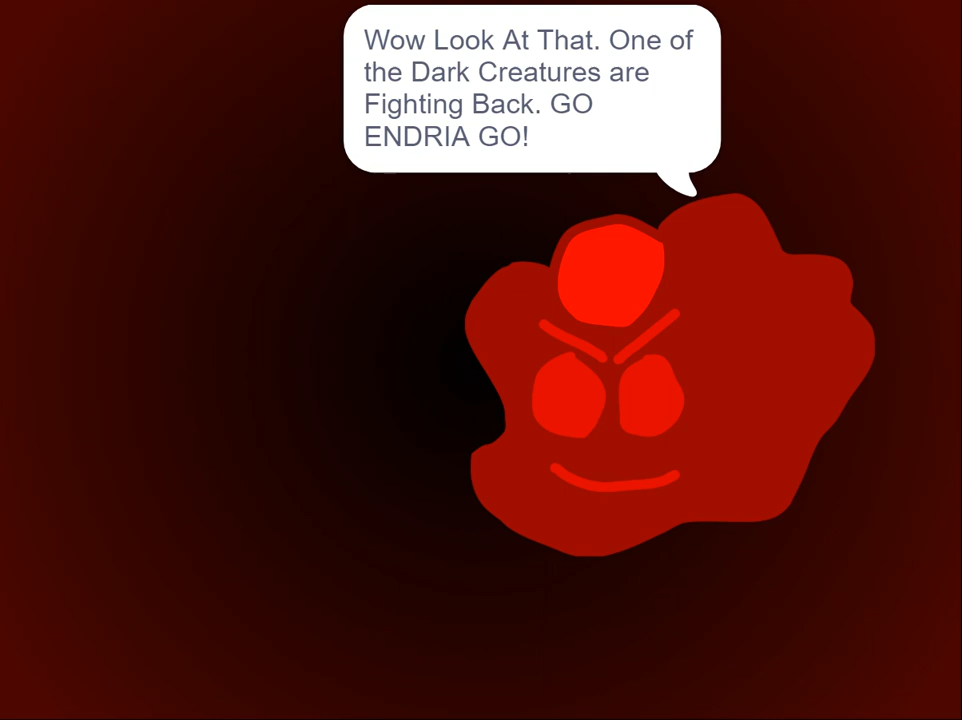 Wow Look At That. One of
the Dark Creatures are
Fighting Back. GO
ENDRIA GO!